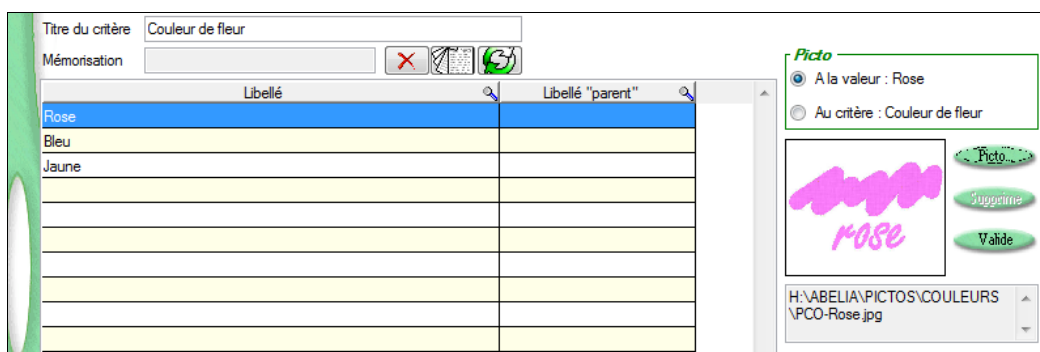 Titre du critère Couleur de fleur
Mémorisation
Libellé Libellé "parent"
Rose
Bleu
Jaune
Picto
A la valeur : Rose
Au critère : Couleur de fleur
Picto...
Supprime
Valide
rose
H:\ABELIA\PICTOS\COULEURS
\PCO-Rose.jpg